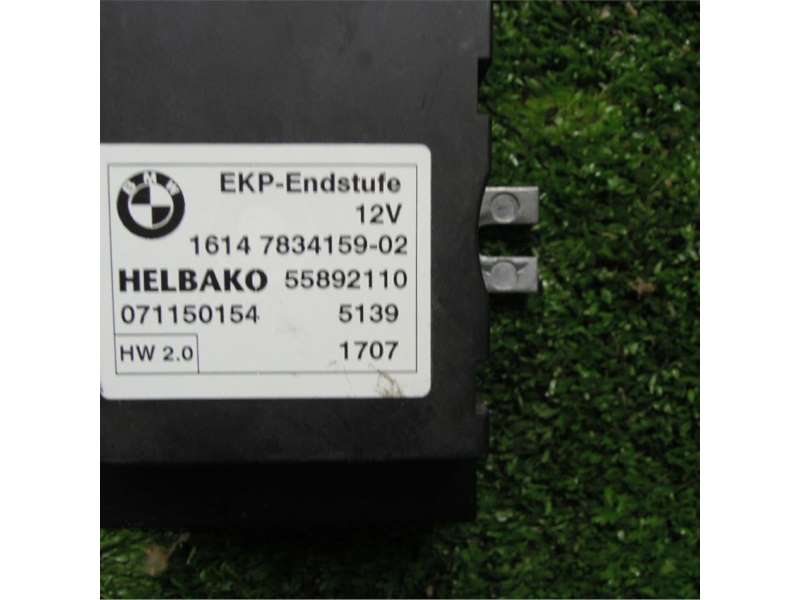 BMW
EKP-Endstufe
12V
1614 7834159-02
HELBAKO 55892110
071150154 5139
HW 2.0 1707